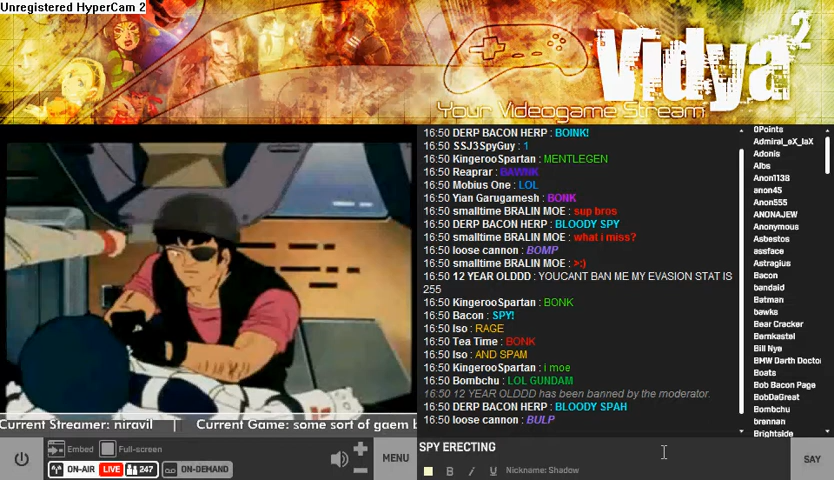 Unregistered HyperCam 2
Vidya2
Your Videogame Stream
16:50 DERP BACON HERP : BOINK!
16:50 SSJ3SpyGuy : 1
16:50 KingerooSpartan : MENTLEGEN
16:50 Reaprar : BAWNK
16:50 Mobius One : LOL
16:50 Yian Garugamesh : BONK
16:50 smalltime BRALIN MOE : sup bros
16:50 DERP BACON HERP : BLOODY SPY
16:50 smalltime BRALIN MOE : what i miss?
16:50 loose cannon : BOMP
16:50 smalltime BRALIN MOE : >:)
16:50 12 YEAR OLDDD : YOUCANT BAN ME MY EVASION STAT IS
255
16:50 KingerooSpartan : BONK
16:50 Bacon : SPY!
16:50 Iso : RAGE
16:50 Tea Time : BONK
16:50 Iso : AND SPAM
16:50 KingerooSpartan : i moe
16:50 Bombchu : LOL GUNDAM
16:50 12 YEAR OLDDD has been banned by the moderator.
16:50 DERP BACON HERP : BLOODY SPAH
16:50 loose cannon : BULP
0Points
Admiral_eX_laX
Adonis
Albs
Anon1138
anon45
Anon555
ANONAJEW
Anonymous
Asbestos
assface
Astragius
Bacon
bandaid
Batman
bawks
Bear Cracker
Bernkastel
Bill Nye
BMW Darth Docto
Boats
Bob Bacon Page
BobDaGreat
Bombchu
brennan
Brightside
Current Streamer: niravil | Current Game: some sort of gaem b
SPY ERECTING
Embed
Full-screen
ON-AIR LIVE 247 ON-DEMAND
MENU
B I U Nickname: Shadow
SAY